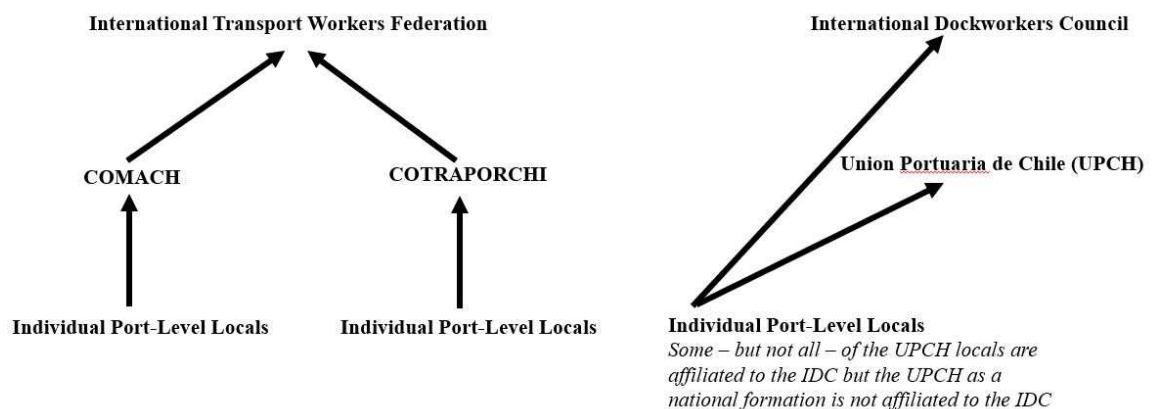 International Transport Workers Federation
International Dockworkers Council
COMACH
COTRAPORCHI
Union Portuaria de Chile (UPCH)
Individual Port-Level Locals
Individual Port-Level Locals
Individual Port-Level Locals
Some – but not all – of the UPCH locals are
affiliated to the IDC but the UPCH as a
national formation is not affiliated to the IDC